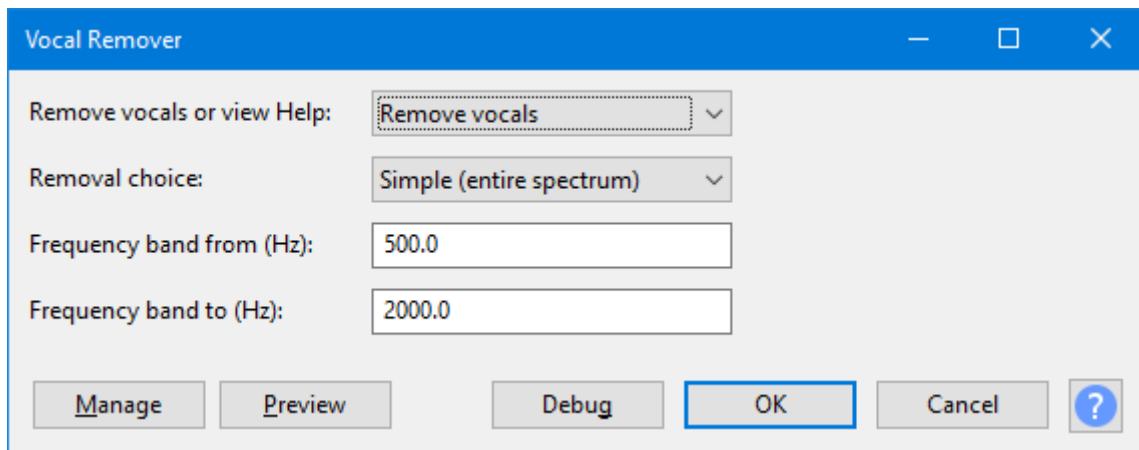 Vocal Remover
Remove vocals or view Help: Remove vocals
Removal choice: Simple (entire spectrum)
Frequency band from (Hz): 500.0
Frequency band to (Hz): 2000.0
Manage Preview Debug OK Cancel ?